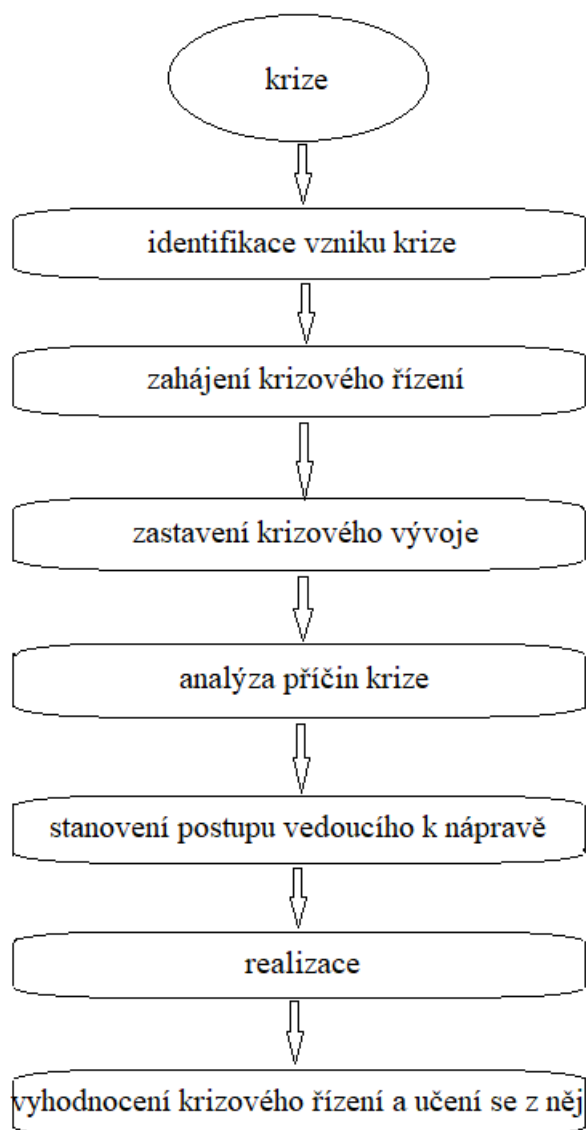 krize
identifikace vzniku krize
zahájení krizového řízení
zastavení krizového vývoje
analýza příčin krize
stanovení postupu vedoucího k nápravě
realizace
vyhodnocení krizového řízení a učení se z něj